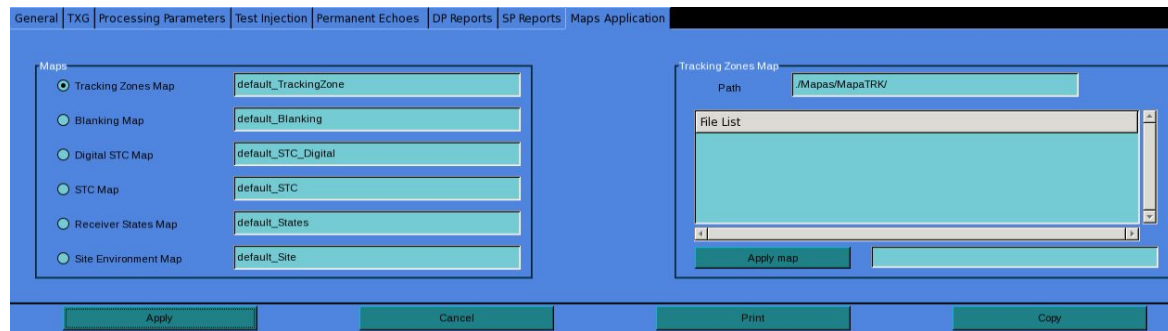 General TXG Processing Parameters Test Injection Permanent Echoes DP Reports SP Reports Maps Application
Maps
Tracking Zones Map default_TrackingZone
Blanking Map default_Blanking
Digital STC Map default_STC_Digital
STC Map default_STC
Receiver States Map default_States
Site Environment Map default_Site
Tracking Zones Map
Path ./Mapas/MapaTRK/
File List
Apply map
Apply Cancel Print Copy